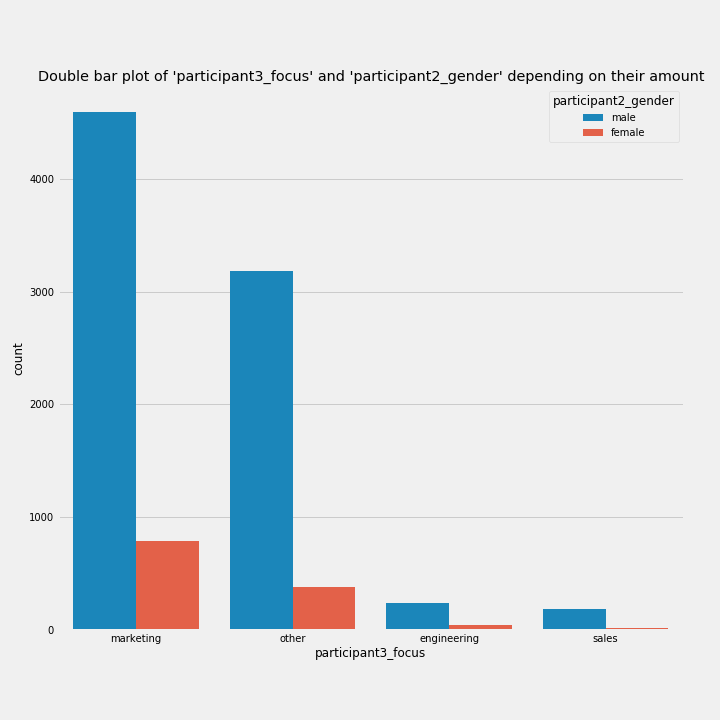 Double bar plot of 'participant3_focus' and 'participant2_gender' depending on their amount
participant2_gender
male
female
4000
3000
2000
1000
0
count
marketing other engineering sales
participant3_focus